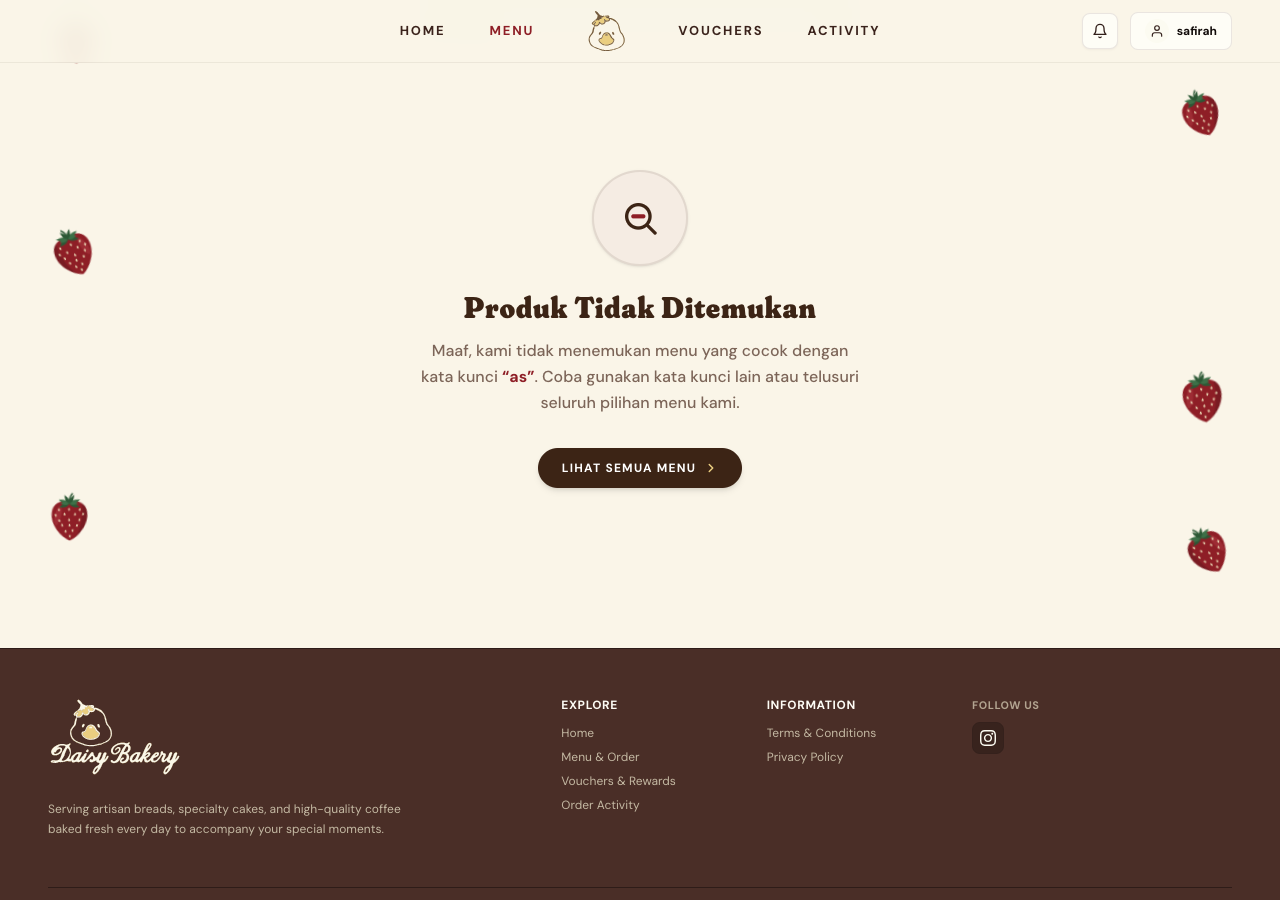 HOME
MENU
VOUCHERS
ACTIVITY
safirah
Produk Tidak Ditemukan
Maaf, kami tidak menemukan menu yang cocok dengan
kata kunci “as”. Coba gunakan kata kunci lain atau telusuri
seluruh pilihan menu kami.
LIHAT SEMUA MENU
Daisy Bakery
Serving artisan breads, specialty cakes, and high-quality coffee
baked fresh every day to accompany your special moments.
EXPLORE
Home
Menu & Order
Vouchers & Rewards
Order Activity
INFORMATION
Terms & Conditions
Privacy Policy
FOLLOW US